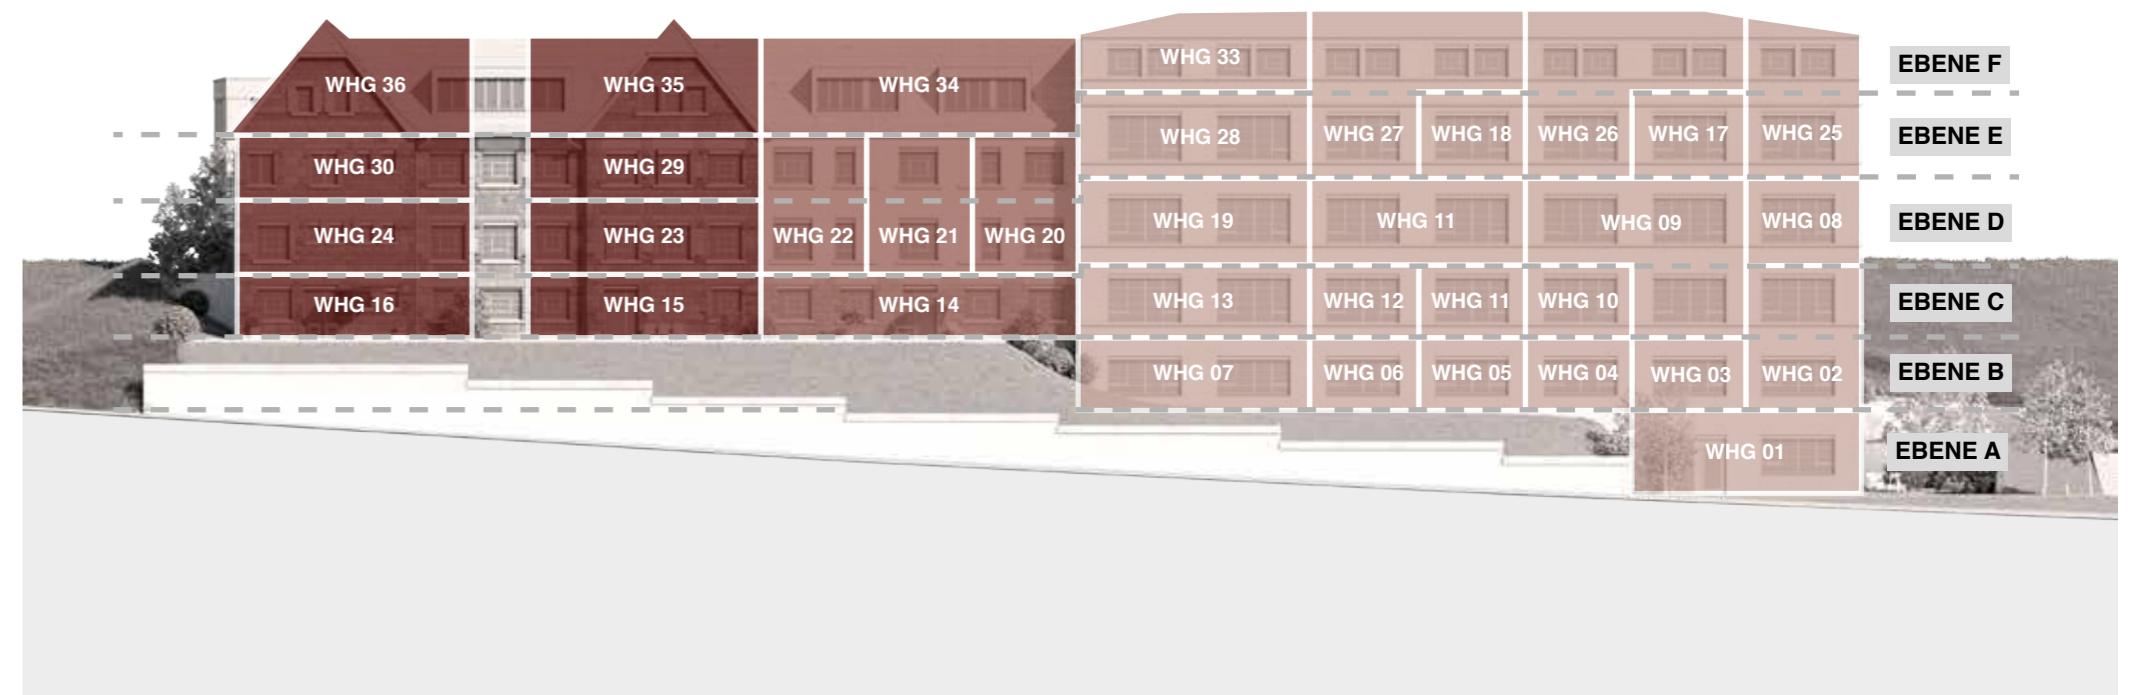 WHG 36 WHG 35 WHG 34 WHG 33 EBENE F
WHG 30 WHG 29 WHG 28 WHG 27 WHG 18 WHG 26 WHG 17 WHG 25 EBENE E
WHG 24 WHG 23 WHG 22 WHG 21 WHG 20 WHG 19 WHG 11 WHG 09 WHG 08 EBENE D
WHG 16 WHG 15 WHG 14 WHG 13 WHG 12 WHG 11 WHG 10 EBENE C
WHG 07 WHG 06 WHG 05 WHG 04 WHG 03 WHG 02 EBENE B
WHG 01 EBENE A